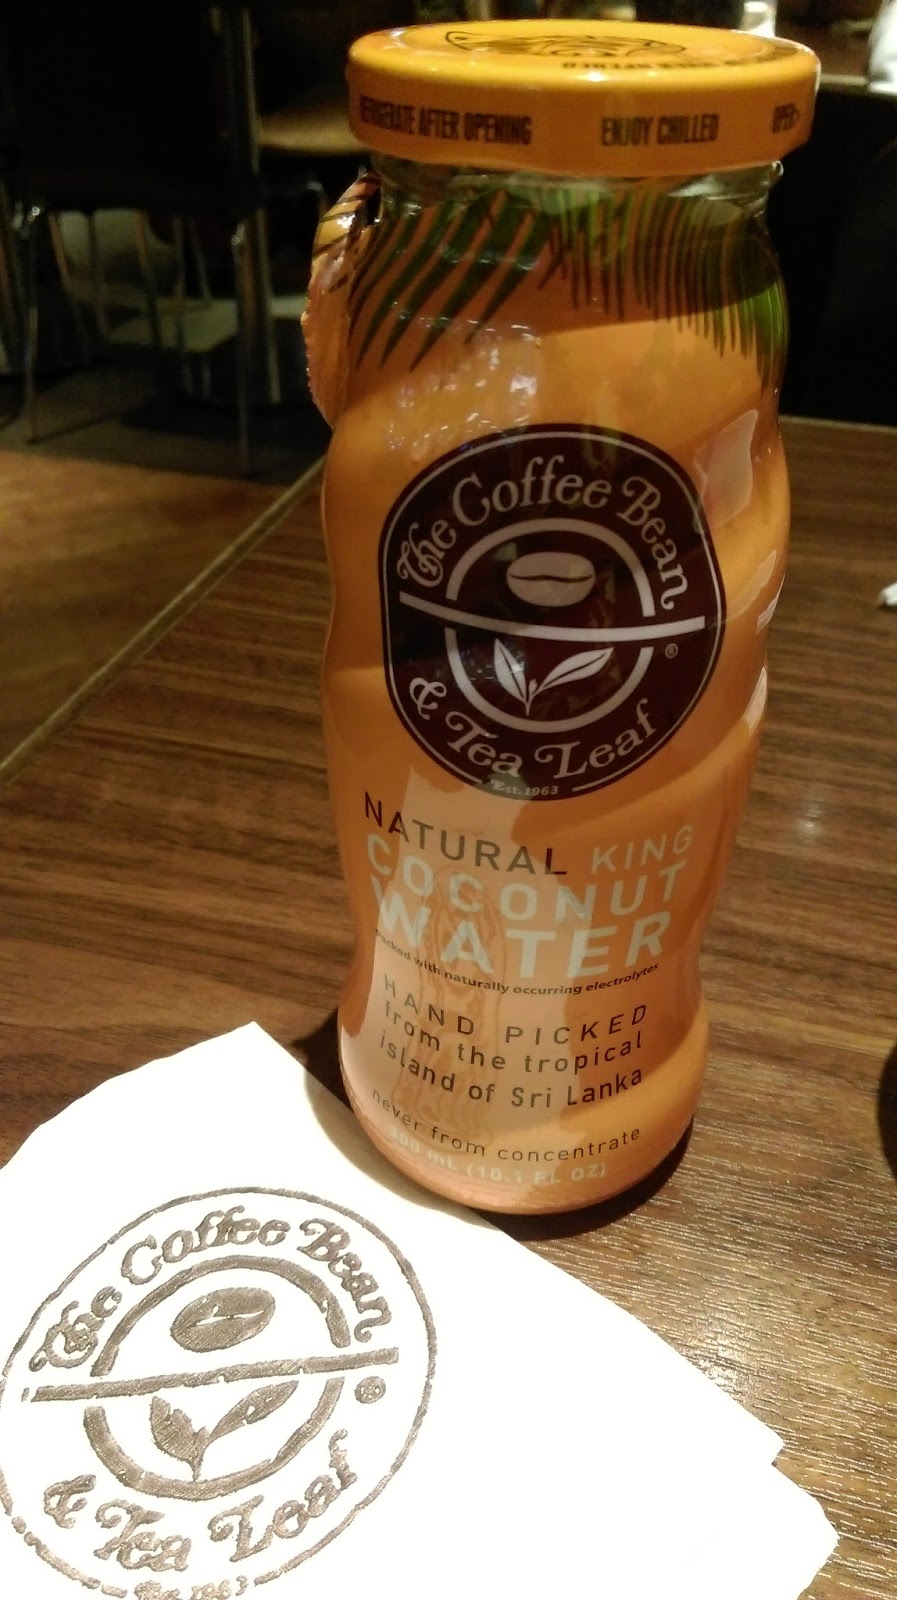 REFRIGERATE AFTER OPENING
ENJOY CHILLED
The Coffee Bean
®
& Tea Leaf
Est. 1963
NATURAL KING
COCONUT
WATER
packed with naturally occurring electrolytes
HAND PICKED
from the tropical
island of Sri Lanka
never from concentrate
300 mL (10.1 FL OZ)
The Coffee Bean
®
& Tea Leaf
Est. 1963